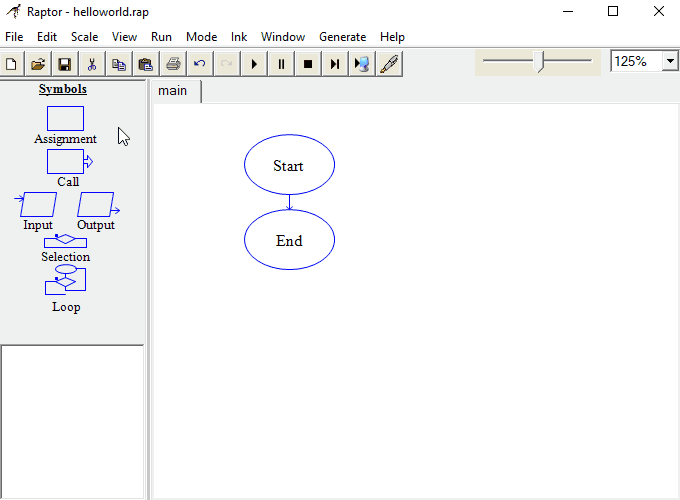 Raptor - helloworld.rap
File Edit Scale View Run Mode Ink Window Generate Help
125%
Symbols
main
Assignment
Call
Input Output
Selection
Loop
Start
End